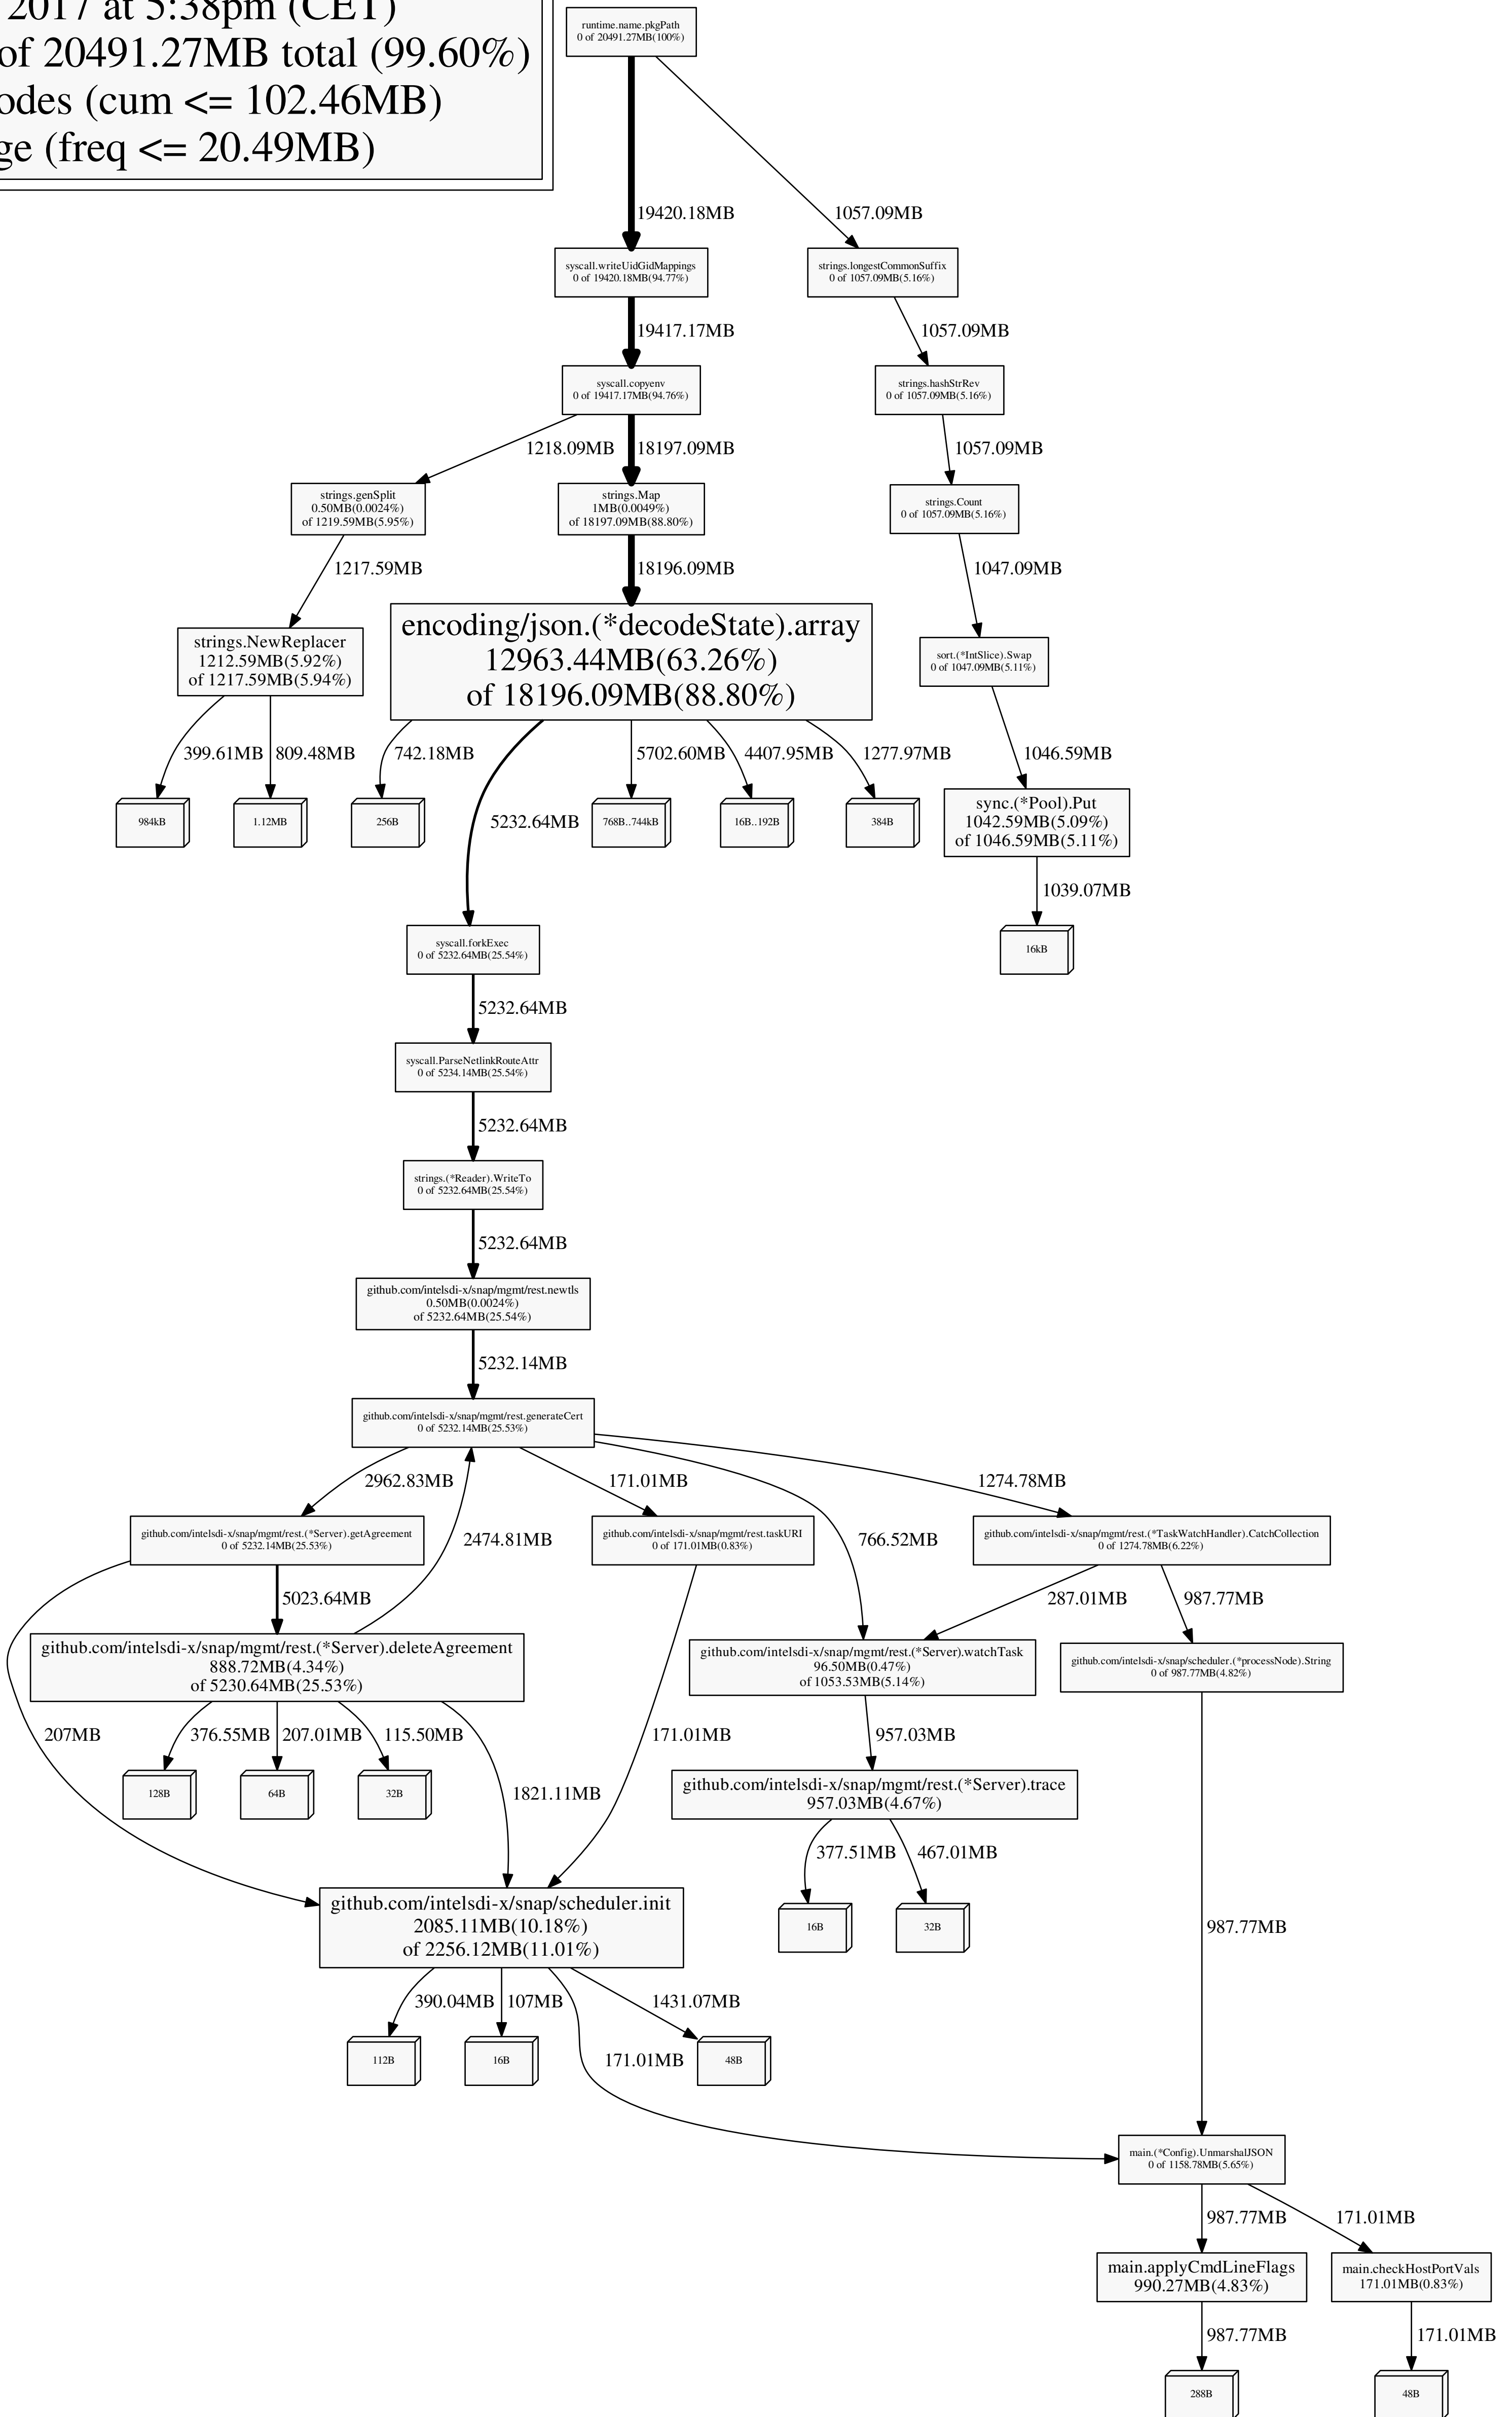 2017 at 5:38pm (CET)
of 20491.27MB total (99.60%)
odes (cum <= 102.46MB)
ge (freq <= 20.49MB)
runtime.name.pkgPath
0 of 20491.27MB(100%)
19420.18MB
1057.09MB
syscall.writeUidGidMappings
0 of 19420.18MB(94.77%)
strings.longestCommonSuffix
0 of 1057.09MB(5.16%)
19417.17MB
1057.09MB
syscall.copyenv
0 of 19417.17MB(94.76%)
strings.hashStrRev
0 of 1057.09MB(5.16%)
1218.09MB
18197.09MB
1057.09MB
strings.genSplit
0.50MB(0.0024%)
of 1219.59MB(5.95%)
strings.Map
1MB(0.0049%)
of 18197.09MB(88.80%)
strings.Count
0 of 1057.09MB(5.16%)
1217.59MB
18196.09MB
1047.09MB
strings.NewReplacer
1212.59MB(5.92%)
of 1217.59MB(5.94%)
encoding/json.(*decodeState).array
12963.44MB(63.26%)
of 18196.09MB(88.80%)
sort.(*IntSlice).Swap
0 of 1047.09MB(5.11%)
399.61MB
809.48MB
742.18MB
5702.60MB
4407.95MB
1277.97MB
1046.59MB
984kB
1.12MB
256B
5232.64MB
768B..744kB
16B..192B
384B
sync.(*Pool).Put
1042.59MB(5.09%)
of 1046.59MB(5.11%)
1039.07MB
syscall.forkExec
0 of 5232.64MB(25.54%)
16kB
5232.64MB
syscall.ParseNetlinkRouteAttr
0 of 5234.14MB(25.54%)
5232.64MB
strings.(*Reader).WriteTo
0 of 5232.64MB(25.54%)
5232.64MB
github.com/intelsdi-x/snap/mgmt/rest.newtls
0.50MB(0.0024%)
of 5232.64MB(25.54%)
5232.14MB
github.com/intelsdi-x/snap/mgmt/rest.generateCert
0 of 5232.14MB(25.53%)
2962.83MB
171.01MB
1274.78MB
github.com/intelsdi-x/snap/mgmt/rest.(*Server).getAgreement
0 of 5232.14MB(25.53%)
2474.81MB
github.com/intelsdi-x/snap/mgmt/rest.taskURI
0 of 171.01MB(0.83%)
766.52MB
github.com/intelsdi-x/snap/mgmt/rest.(*TaskWatchHandler).CatchCollection
0 of 1274.78MB(6.22%)
5023.64MB
287.01MB
987.77MB
github.com/intelsdi-x/snap/mgmt/rest.(*Server).deleteAgreement
888.72MB(4.34%)
of 5230.64MB(25.53%)
github.com/intelsdi-x/snap/mgmt/rest.(*Server).watchTask
96.50MB(0.47%)
of 1053.53MB(5.14%)
github.com/intelsdi-x/snap/scheduler.(*processNode).String
0 of 987.77MB(4.82%)
207MB
376.55MB
207.01MB
115.50MB
171.01MB
957.03MB
128B
64B
32B
1821.11MB
github.com/intelsdi-x/snap/mgmt/rest.(*Server).trace
957.03MB(4.67%)
377.51MB
467.01MB
github.com/intelsdi-x/snap/scheduler.init
2085.11MB(10.18%)
of 2256.12MB(11.01%)
16B
32B
987.77MB
390.04MB
107MB
1431.07MB
112B
16B
171.01MB
48B
main.(*Config).UnmarshalJSON
0 of 1158.78MB(5.65%)
987.77MB
171.01MB
main.applyCmdLineFlags
990.27MB(4.83%)
main.checkHostPortVals
171.01MB(0.83%)
987.77MB
171.01MB
288B
48B